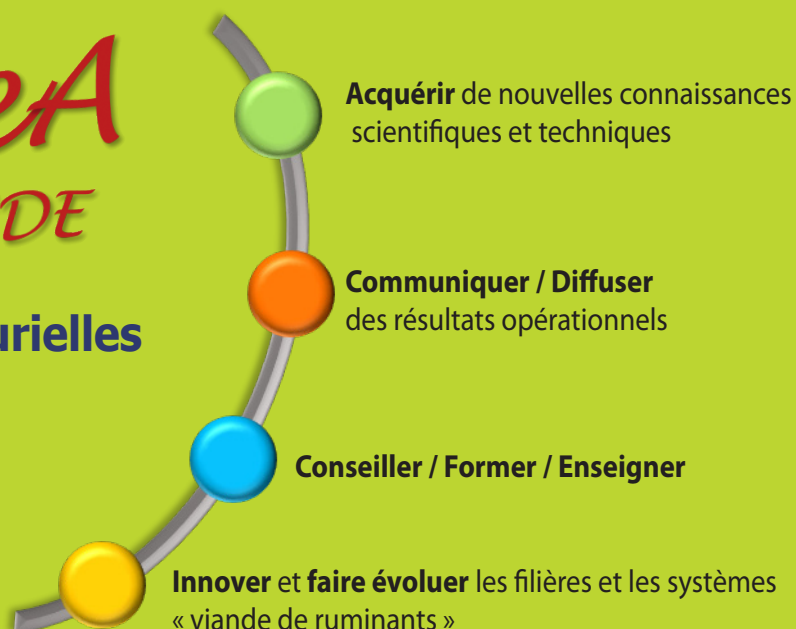 Acquérir de nouvelles connaissances
scientifiques et techniques
DE
Communiquer / Diffuser
des résultats opérationnels
urielles
Conseiller / Former / Enseigner
Innover et faire évoluer les filières et les systèmes
« viande de ruminants »